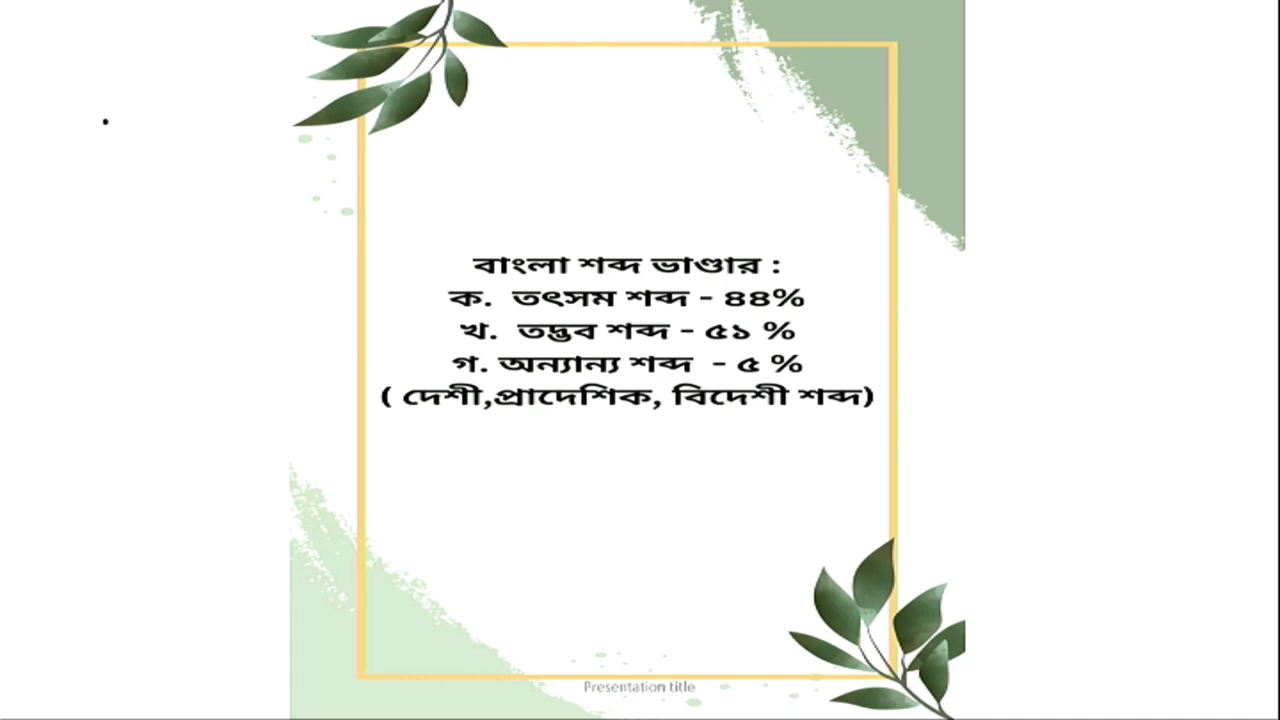 বাংলা শব্দ ভাণ্ডার :
ক. তৎসম শব্দ - ৪৪%
খ. তদ্ভব শব্দ - ৫১ %
গ. অন্যান্য শব্দ - ৫ %
( দেশী,প্রাদেশিক, বিদেশী শব্দ)
Presentation title